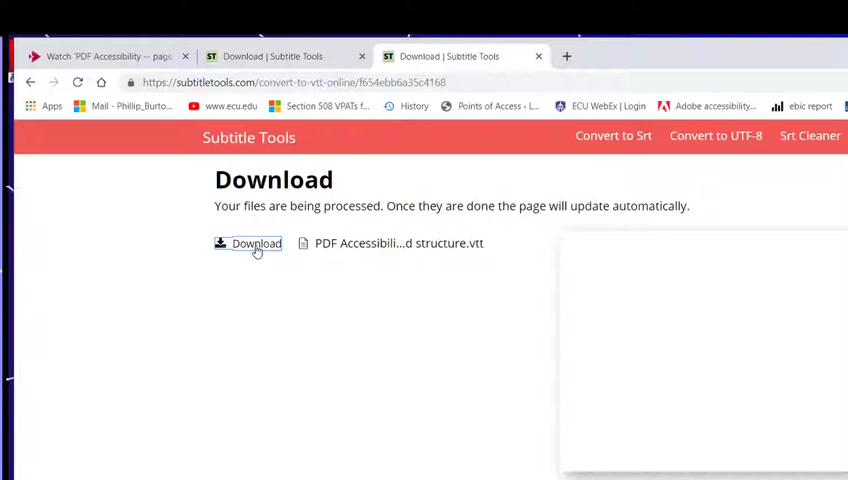 Watch 'PDF Accessibility -- page
ST Download | Subtitle Tools
ST Download | Subtitle Tools
https://subtitletools.com/convert-to-vtt-online/f654ebb6a35c4168
Apps Mail - Phillip_Burto... www.ecu.edu Section 508 VPATs f... History Points of Access ‹ L... ECU WebEx | Login Adobe accessibility... ebic report
Subtitle Tools Convert to Srt Convert to UTF-8 Srt Cleaner
Download
Your files are being processed. Once they are done the page will update automatically.
Download PDF Accessibili...d structure.vtt